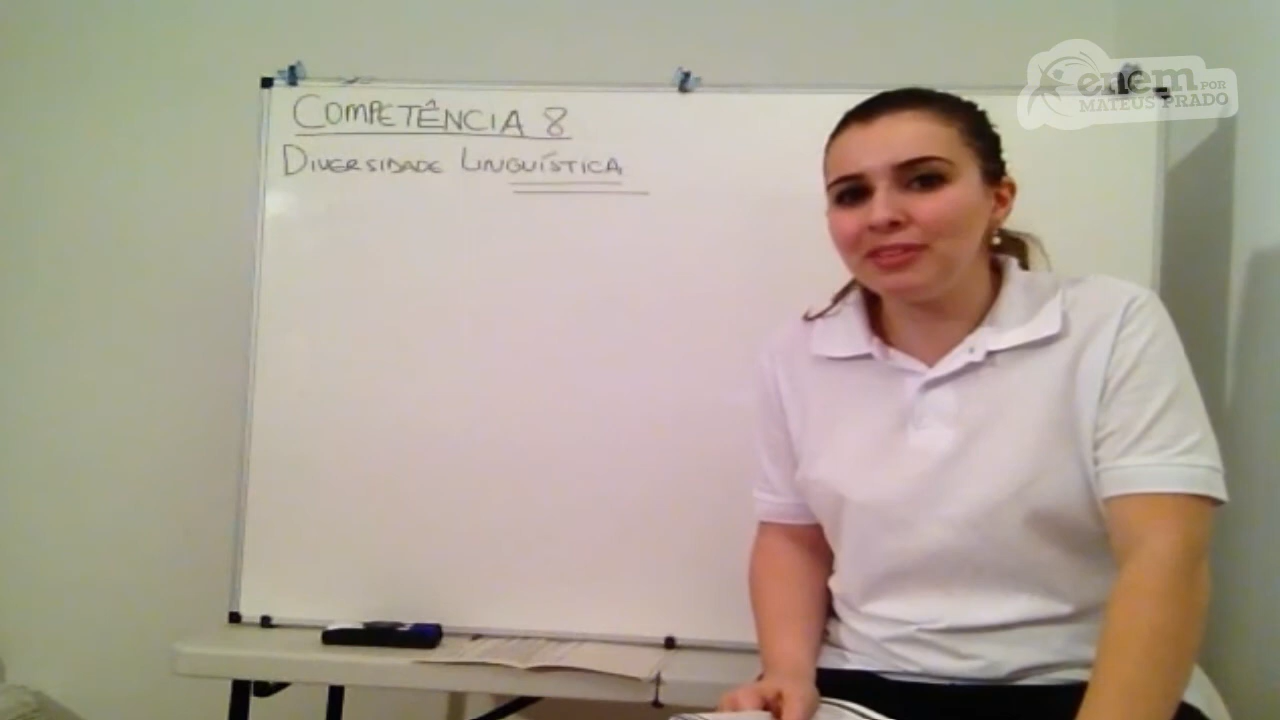 COMPETÊNCIA 8
DIVERSIDADE LINGUÍSTICA
enem POR
MATEUS PRADO